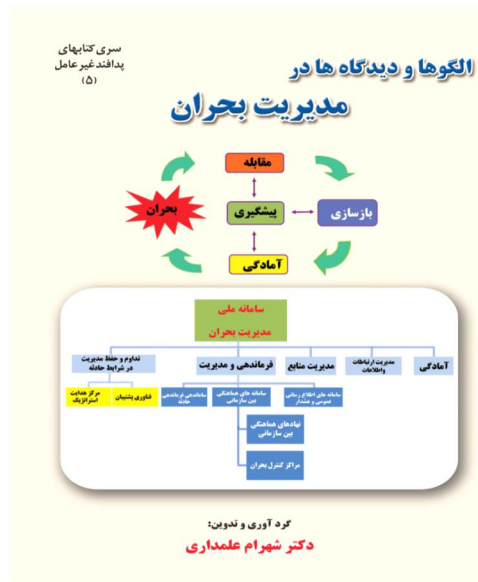 سری کتابهای
پدافند غیر عامل
(۵)
الگوها و دیدگاه ها در
مدیریت بحران
مقابله
بحران
پیشگیری
بازسازی
آمادگی
سامانه ملی
مدیریت بحران
آمادگی
مدیریت ارتباطات
واطلاعات
مدیریت منابع
فرماندهی و مدیریت
تداوم و حفظ مدیریت
در شرایط حادثه
سامانه های اطلاع رسانی
عمومی و هشدار
سامانه های هماهنگی
بین سازمانی
ساماندهی فرماندهی
حادثه
فناوری پشتیبان
مرکز هدایت
استراتژیک
نهادهای هماهنگی
بین سازمانی
مراکز کنترل بحران
گرد آوری و تدوین:
دکتر شهرام علمداری